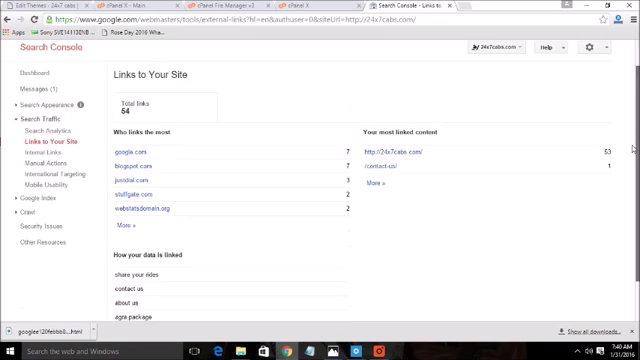 Edit Themes - 24x7 cabs |
cPanel X - Main
cPanel File Manager v3
cPanel X
Search Console - Links to
https://www.google.com/webmasters/tools/external-links?hl=en&authuser=0&siteUrl=http://24x7cabs.com/
Apps
Sony SVE14113ENB
Rose Day 2016 Wha
Search Console
24x7cabs.com
Help
Dashboard
Messages (1)
Search Appearance
Search Traffic
Search Analytics
Links to Your Site
Internal Links
Manual Actions
International Targeting
Mobile Usability
Google Index
Crawl
Security Issues
Other Resources
Links to Your Site
Total links
54
Who links the most
google.com 7
blogspot.com 7
justdial.com 3
stuffgate.com 2
webstatsdomain.org 2
More »
Your most linked content
http://24x7cabs.com/ 53
/contact-us/ 1
More »
How your data is linked
share your rides
contact us
about us
agra package
Show all downloads...
Search the web and Windows
7:40 AM
1/31/2016